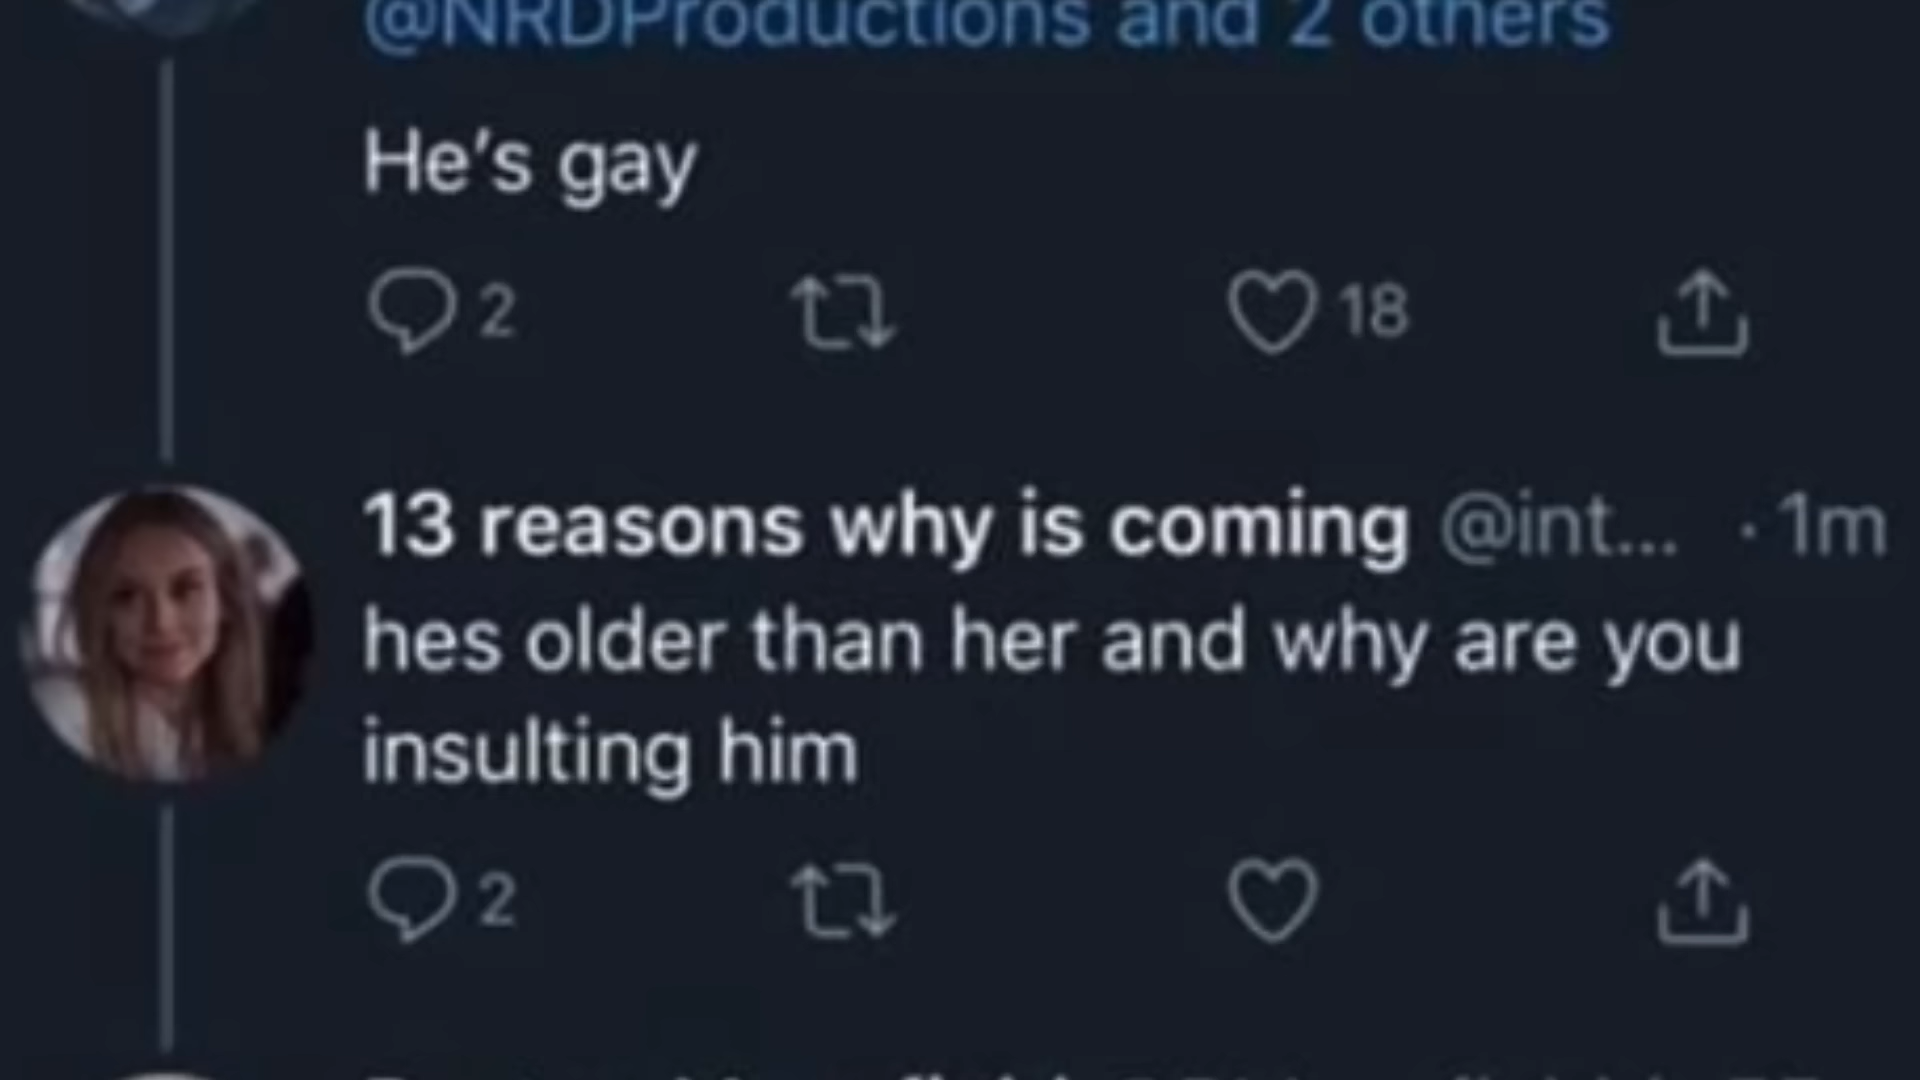 @NRDProductions and 2 others
He's gay
2 18
13 reasons why is coming @int... · 1m
hes older than her and why are you
insulting him
2